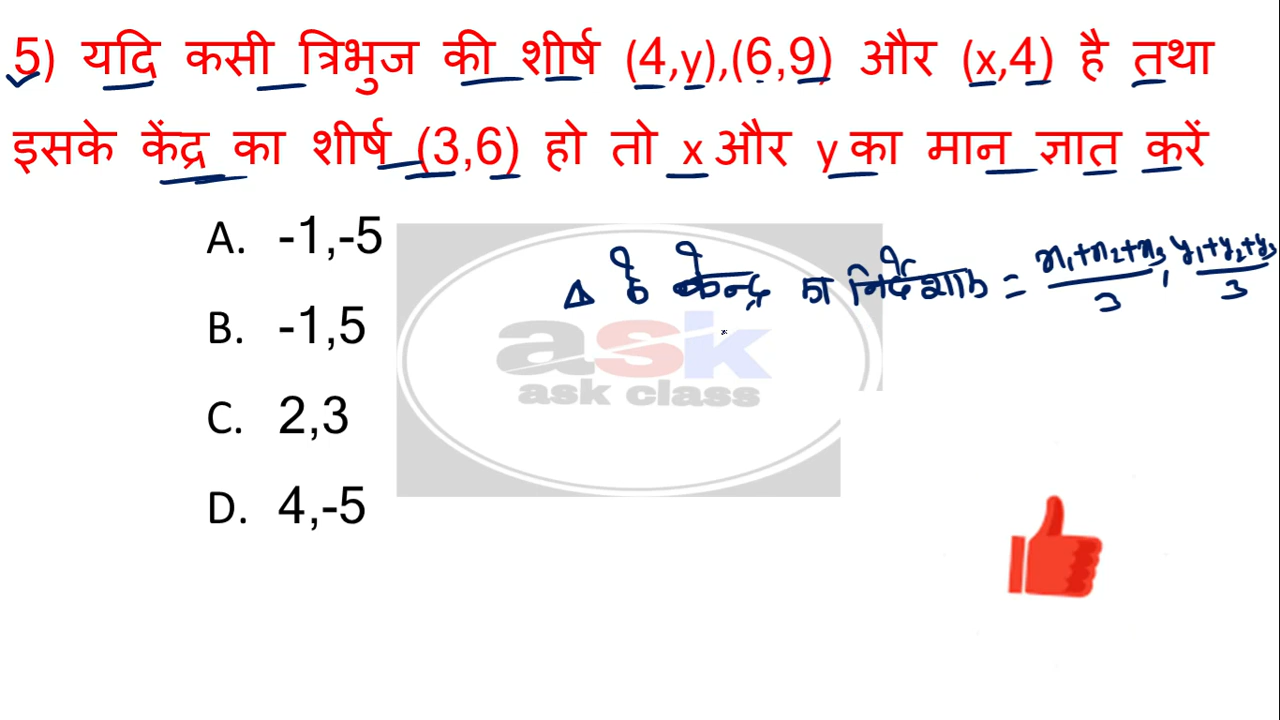 5) यदि कसी त्रिभुज की शीर्ष (4,y),(6,9) और (x,4) है तथा
इसके केंद्र का शीर्ष (3,6) हो तो x और y का मान ज्ञात करें
A. -1,-5
B. -1,5
C. 2,3
D. 4,-5
Δ के केन्द्र का निर्देशांक = x₁+x₂+x₃/3 , y₁+y₂+y₃/3
ask
ask class